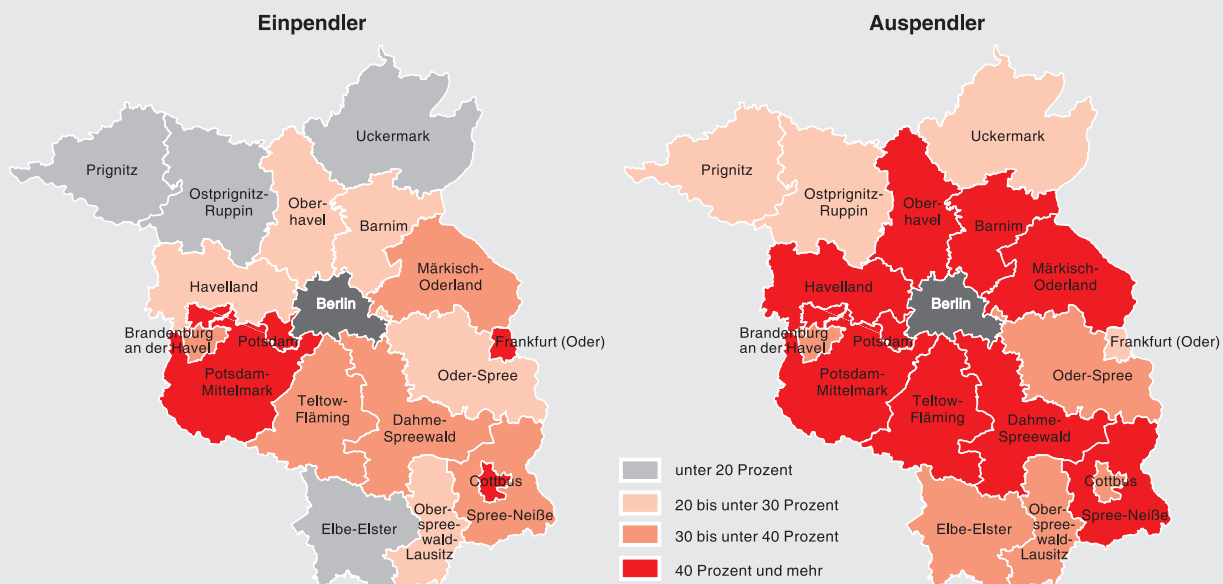 Einpendler
Uckermark
Prignitz
Ostprignitz-
Ruppin
Ober-
havel
Barnim
Märkisch-
Oderland
Havelland
Berlin
Brandenburg
an der Havel
Potsdam
Frankfurt (Oder)
Potsdam-
Mittelmark
Oder-Spree
Teltow-
Fläming
Dahme-
Spreewald
Cottbus
Ober-
spree-
wald-
Lausitz
Spree-Neiße
Elbe-Elster
Auspendler
Uckermark
Prignitz
Ostprignitz-
Ruppin
Ober-
havel
Barnim
Märkisch-
Oderland
Havelland
Berlin
Brandenburg
an der Havel
Potsdam
Frankfurt (Oder)
Potsdam-
Mittelmark
Oder-Spree
Teltow-
Fläming
Dahme-
Spreewald
Cottbus
Ober-
spree-
wald-
Lausitz
Spree-Neiße
Elbe-Elster
unter 20 Prozent
20 bis unter 30 Prozent
30 bis unter 40 Prozent
40 Prozent und mehr